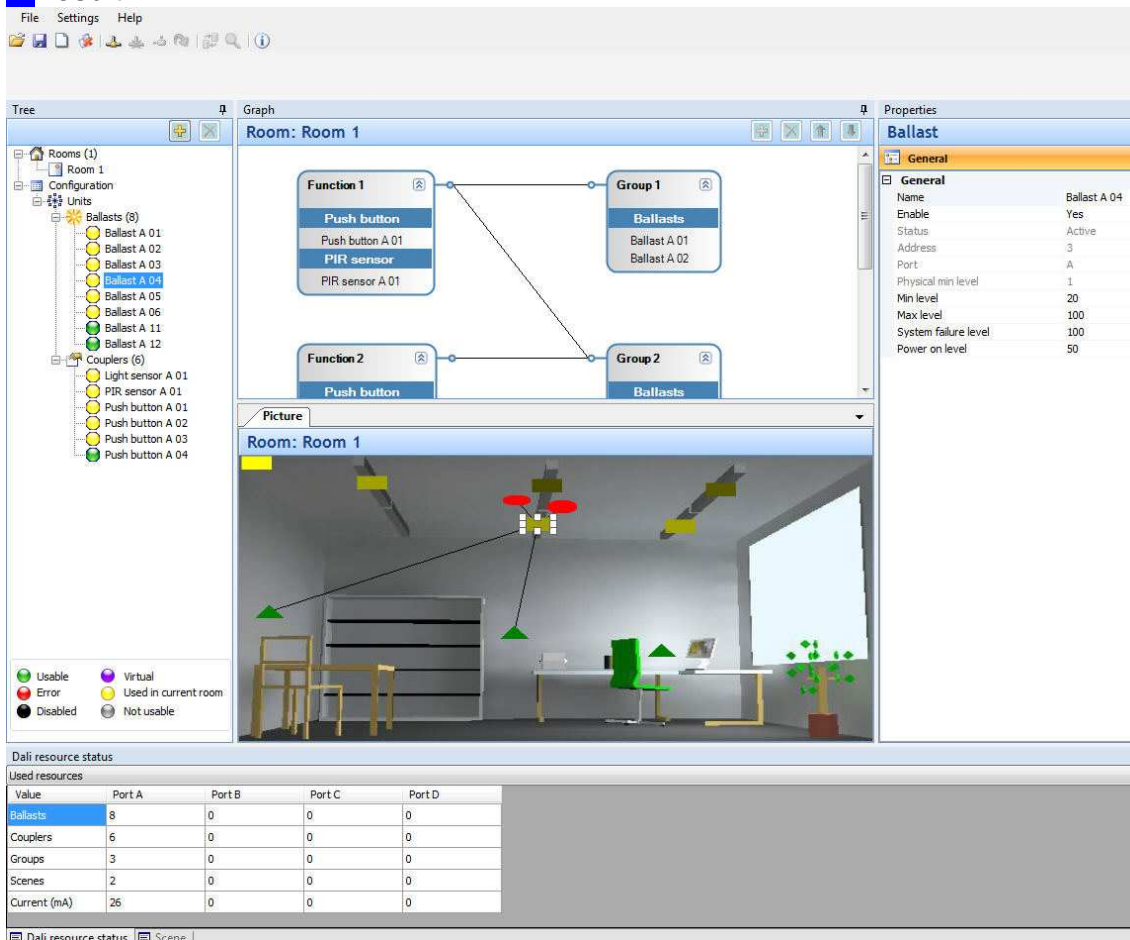 File Settings Help
Tree
Graph
Properties
Room: Room 1
Ballast
Rooms (1)
Room 1
Configuration
Units
Ballasts (8)
Ballast A 01
Ballast A 02
Ballast A 03
Ballast A 04
Ballast A 05
Ballast A 06
Ballast A 11
Ballast A 12
Couplers (6)
Light sensor A 01
PIR sensor A 01
Push button A 01
Push button A 02
Push button A 03
Push button A 04
Usable Virtual
Error Used in current room
Disabled Not usable
Function 1
Push button
Push button A 01
PIR sensor
PIR sensor A 01
Group 1
Ballasts
Ballast A 01
Ballast A 02
Function 2
Push button
Group 2
Ballasts
Picture
Room: Room 1
General
General
Name Ballast A 04
Enable Yes
Status Active
Address 3
Port A
Physical min level 1
Min level 20
Max level 100
System failure level 100
Power on level 50
Dali resource status
Used resources
Value Port A Port B Port C Port D
Ballasts 8 0 0 0
Couplers 6 0 0 0
Groups 3 0 0 0
Scenes 2 0 0 0
Current (mA) 26 0 0 0
Dali resource status Scene